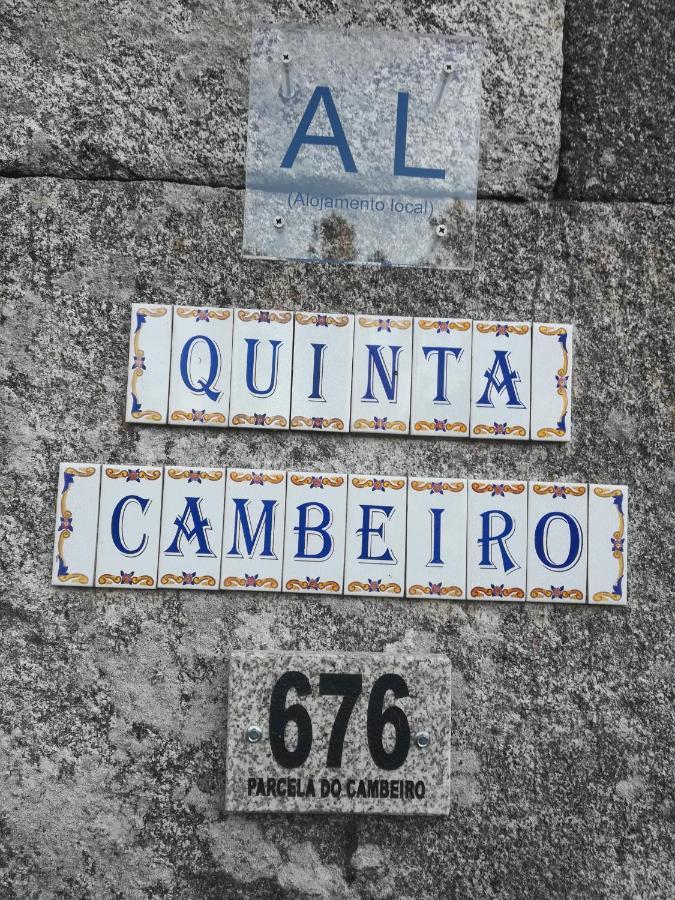 AL
(Alojamento local)
QUINTA
CAMBEIRO
676
PARCELA DO CAMBEIRO